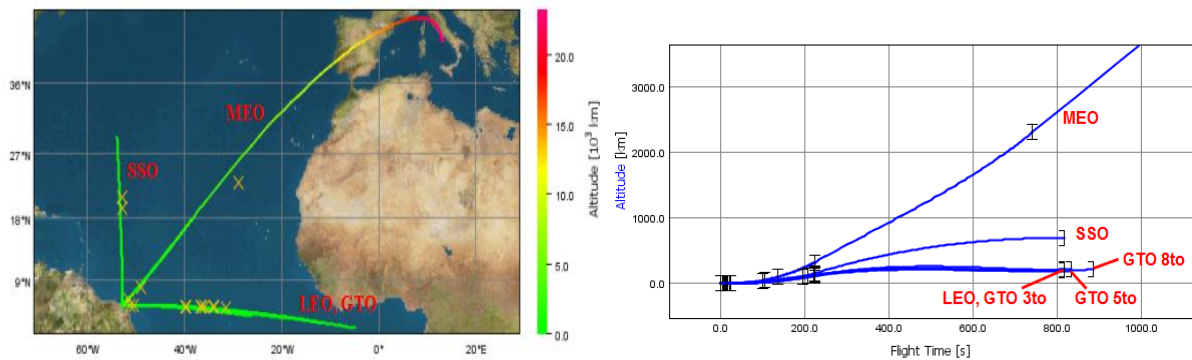 36°N
27°N
18°N
9°N
60°W
40°W
20°W
0°
20°E
MEO
SSO
LEO, GTO
20.0
15.0
10.0
5.0
0.0
Altitude [10³ km]
3000.0
2000.0
1000.0
0.0
Altitude [km]
0.0
200.0
400.0
600.0
800.0
1000.0
Flight Time [s]
MEO
SSO
GTO 8to
LEO, GTO 3to
GTO 5to